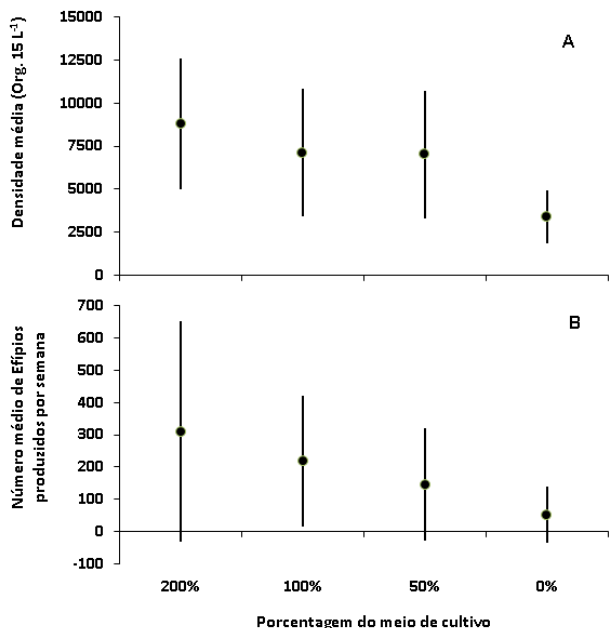 Densidade média (Org. 15 L-1)
15000
12500
10000
7500
5000
2500
0
A
Número médio de Efípios
produzidos por semana
700
600
500
400
300
200
100
0
-100
B
200% 100% 50% 0%
Porcentagem do meio de cultivo